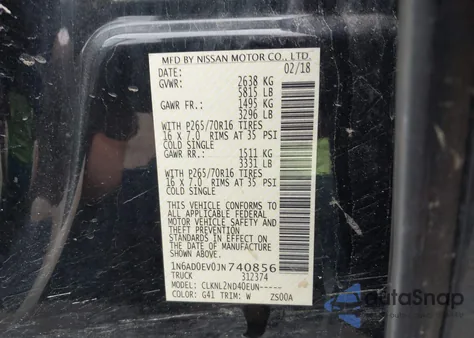 MFD BY NISSAN MOTOR CO., LTD.
DATE: 02/18
GVWR: 2638 KG
5815 LB
GAWR FR: 1495 KG
3296 LB
WITH P265/70R16 TIRES
16 x 7.0 RIMS AT 35 PSI
COLD SINGLE
GAWR RR: 1511 KG
3331 LB
WITH P265/70R16 TIRES
16 x 7.0 RIMS AT 35 PSI
COLD SINGLE
THIS VEHICLE CONFORMS TO
ALL APPLICABLE FEDERAL
MOTOR VEHICLE SAFETY
AND THEFT PREVENTION
STANDARDS IN EFFECT ON
THE DATE OF MANUFACTURE
SHOWN ABOVE.
1N6AD0EV0JN740856
TRUCK 312374
MODEL: CLKNL2ND40EUN-----
COLOR: G41 TRIM: W ZS00A
AutoSnap